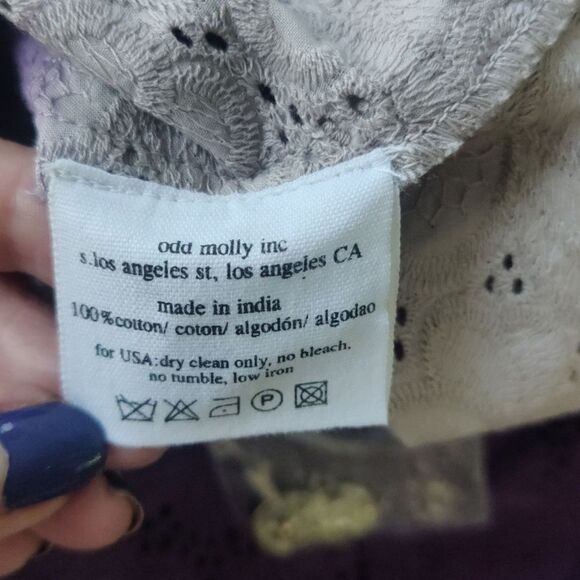 odd molly inc
s.los angeles st, los angeles CA
made in india
100%cotton/ coton/ algodón/ algodao
for USA:dry clean only, no bleach.
no tumble, low iron
P